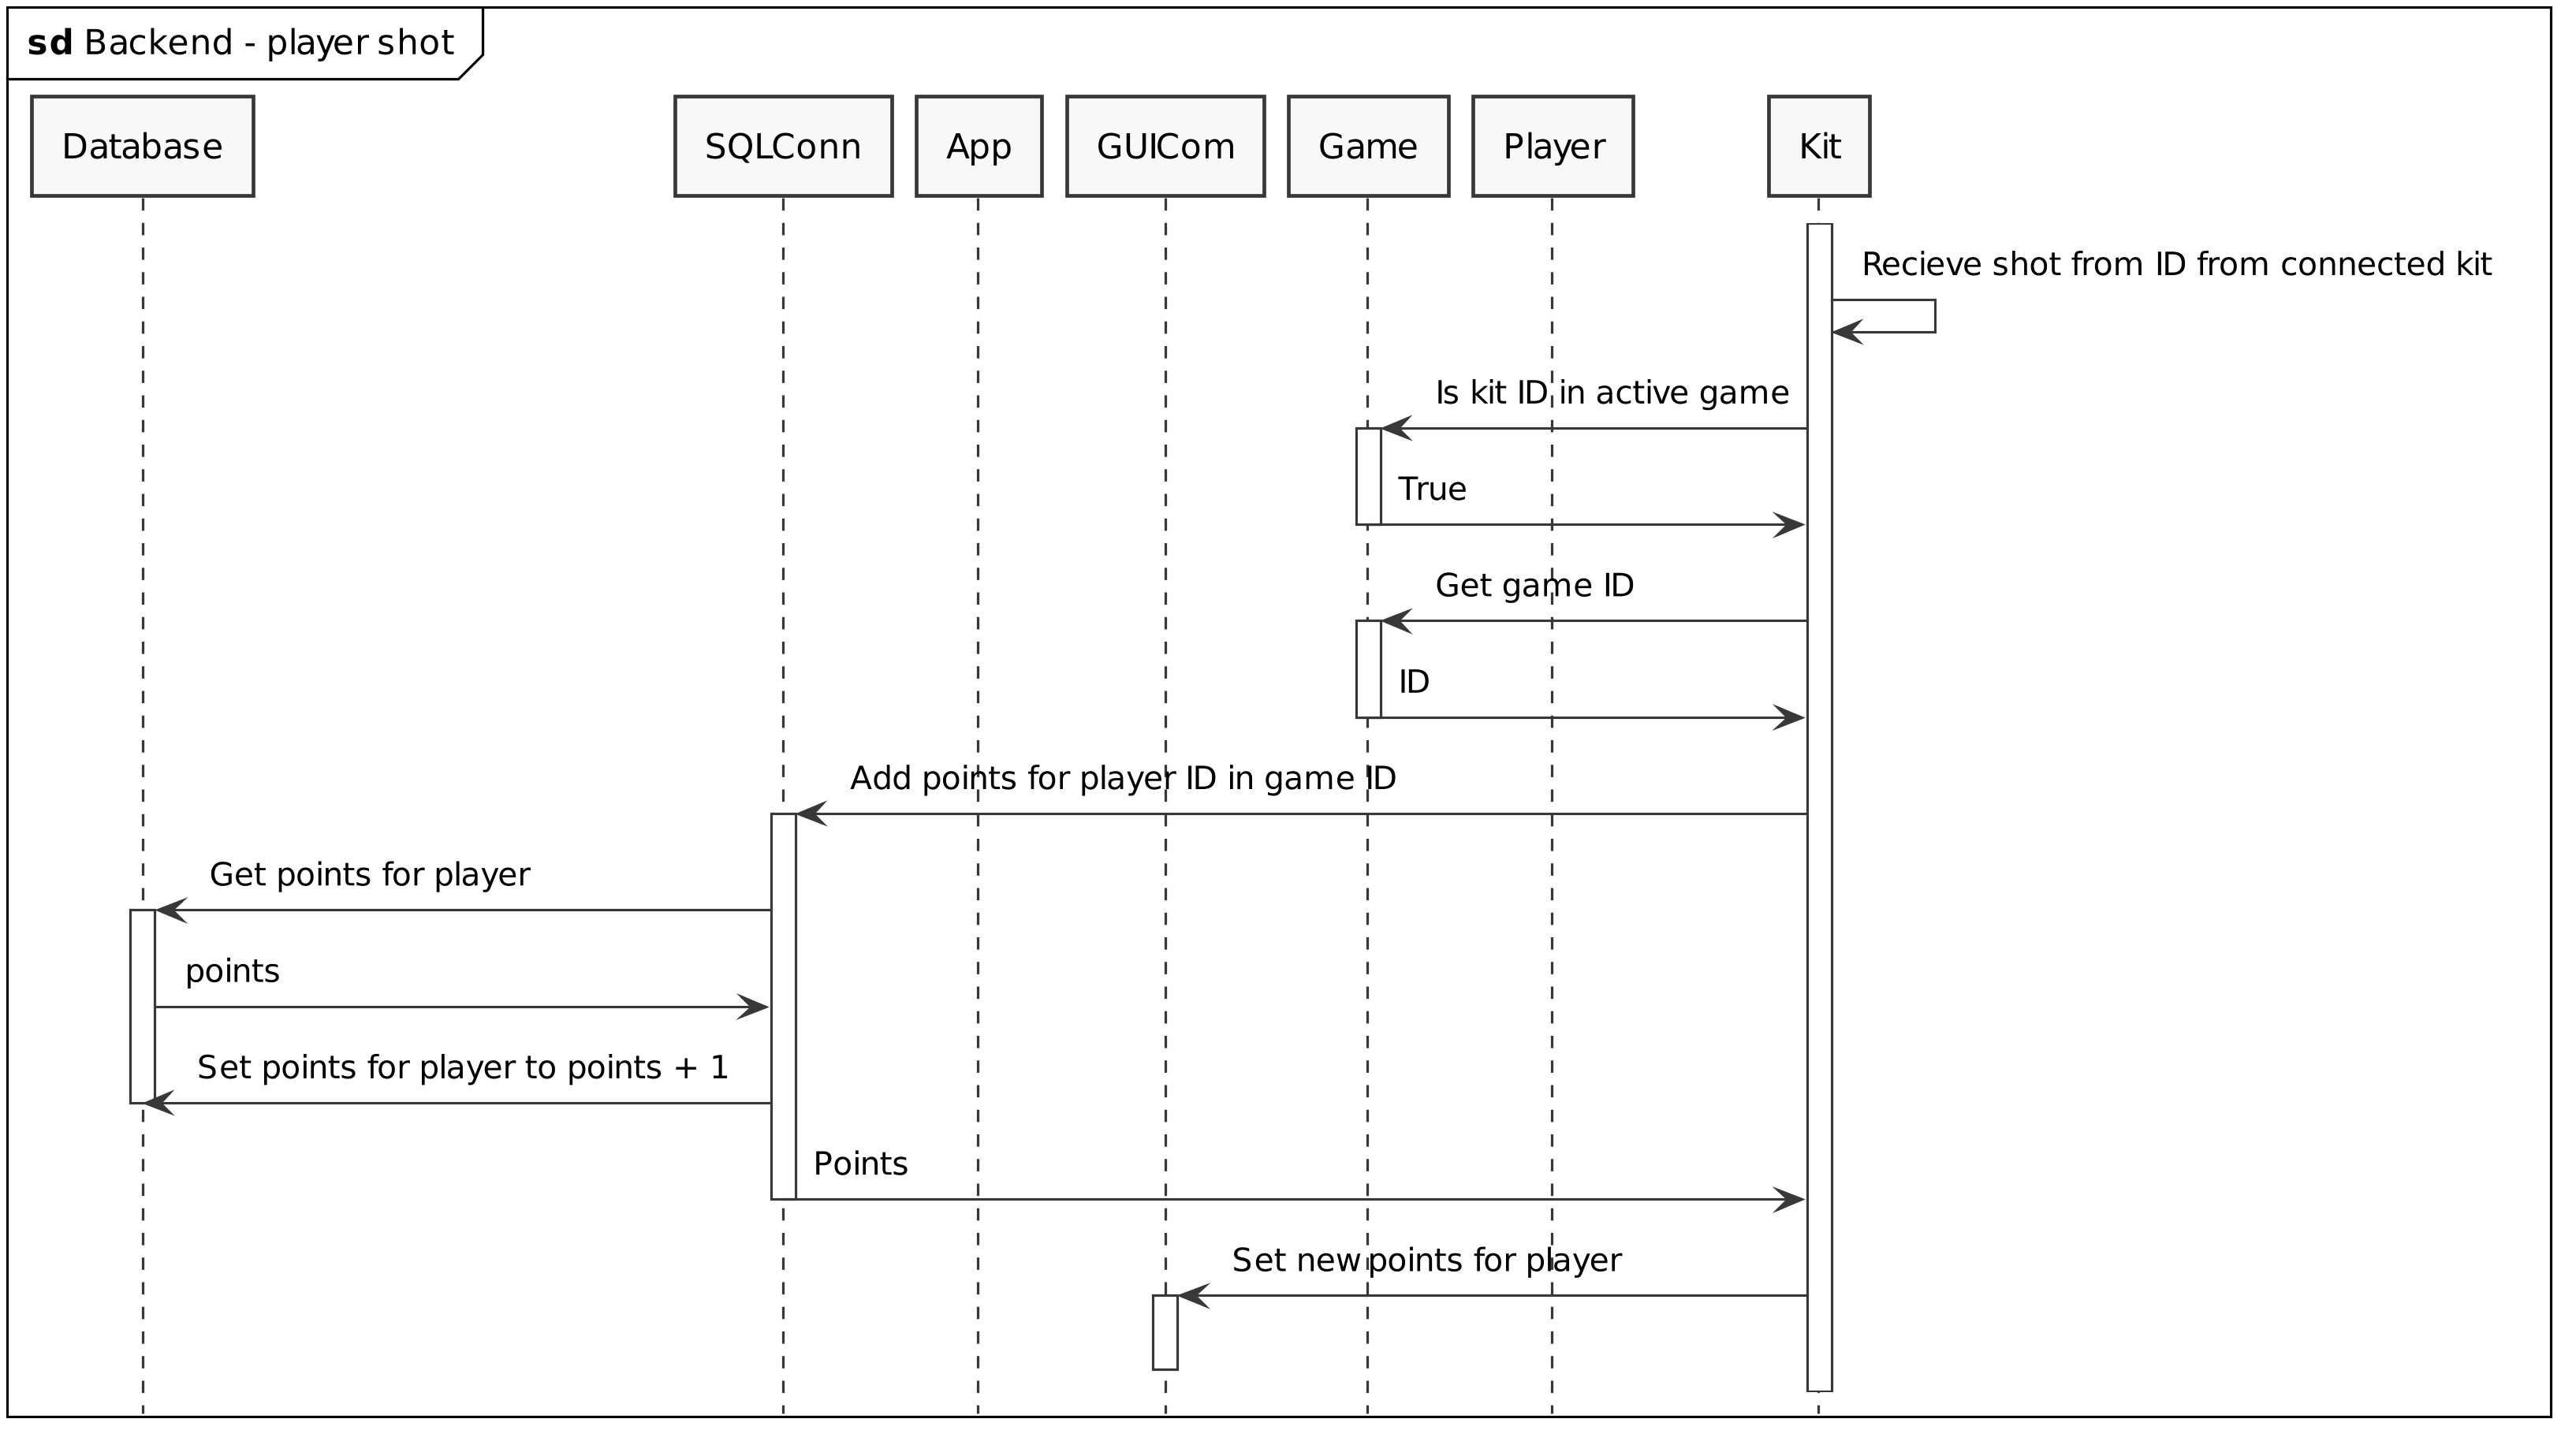 sd Backend - player shot
Database
SQLConn
App
GUICom
Game
Player
Kit
Recieve shot from ID from connected kit
Is kit ID in active game
True
Get game ID
ID
Add points for player ID in game ID
Get points for player
points
Set points for player to points + 1
Points
Set new points for player